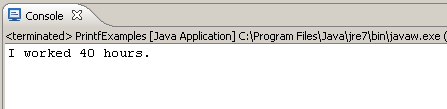 Console
<terminated> PrintfExamples [Java Application] C:\Program Files\Java\jre7\bin\javaw.exe (
I worked 40 hours.